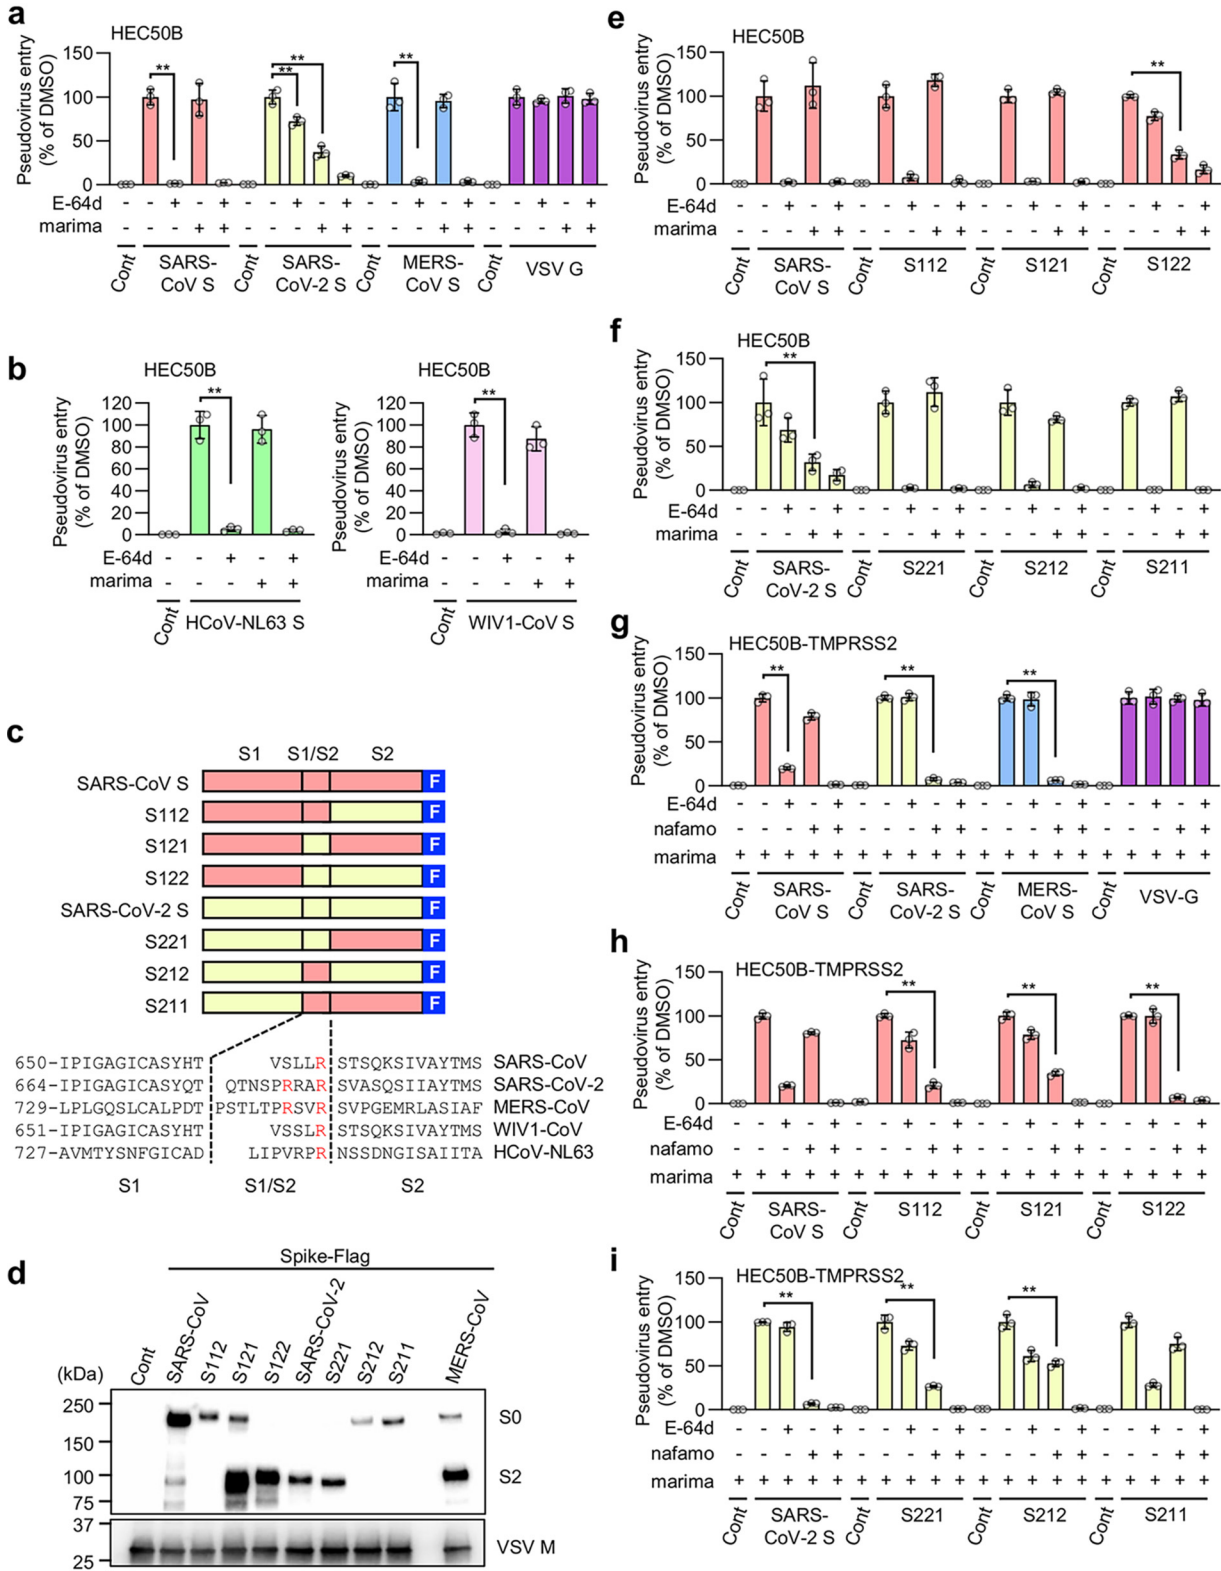 a
HEC50B
Pseudovirus entry
(% of DMSO)
150
100
50
0
** ** ** **
E-64d - - + - + - - + - + - - + - + - - + - +
marima - - - + + - - - + + - - - + + - - - + +
Cont SARS-CoV S Cont SARS-CoV-2 S Cont MERS-CoV S Cont VSV G
b
HEC50B
Pseudovirus entry
(% of DMSO)
120
100
80
60
40
20
0
**
E-64d - - + - +
marima - - - + +
Cont HCoV-NL63 S
HEC50B
Pseudovirus entry
(% of DMSO)
120
100
80
60
40
20
0
**
E-64d - - + - +
marima - - - + +
Cont WIV1-CoV S
c
S1 S1/S2 S2
SARS-CoV S F
S112 F
S121 F
S122 F
SARS-CoV-2 S F
S221 F
S212 F
S211 F
650-IPIGAGICASYHT VSLLR STSQKSIVAYTMS SARS-CoV
664-IPIGAGICASYQT QTNSPRRAR SVASQSIIAYTMS SARS-CoV-2
729-LPLGQSLCALPDT PSTLTPRSVR SVPGEMRLASIAF MERS-CoV
651-IPIGAGICASYHT VSSLR STSQKSIVAYTMS WIV1-CoV
727-AVMTYSNFGICAD LIPVRPR NSSDNGISAIITA HCoV-NL63
S1 S1/S2 S2
d
Spike-Flag
Cont SARS-CoV S112 S121 S122 SARS-CoV-2 S221 S212 S211 MERS-CoV
(kDa)
250
150
100
75
S0
S2
37
25
VSV M
e
HEC50B
Pseudovirus entry
(% of DMSO)
150
100
50
0
**
E-64d - - + - + - - + - + - - + - + - - + - +
marima - - - + + - - - + + - - - + + - - - + +
Cont SARS-CoV S Cont S112 Cont S121 Cont S122
f
HEC50B
Pseudovirus entry
(% of DMSO)
150
100
50
0
**
E-64d - - + - + - - + - + - - + - + - - + - +
marima - - - + + - - - + + - - - + + - - - + +
Cont SARS-CoV-2 S Cont S221 Cont S212 Cont S211
g
HEC50B-TMPRSS2
Pseudovirus entry
(% of DMSO)
150
100
50
0
** ** **
E-64d - - + - + - - + - + - - + - + - - + - +
nafamo - - - + + - - - + + - - - + + - - - + +
marima + + + + + + + + + + + + + + + + + + + +
Cont SARS-CoV S Cont SARS-CoV-2 S Cont MERS-CoV S Cont VSV-G
h
HEC50B-TMPRSS2
Pseudovirus entry
(% of DMSO)
150
100
50
0
** ** **
E-64d - - + - + - - + - + - - + - + - - + - +
nafamo - - - + + - - - + + - - - + + - - - + +
marima + + + + + + + + + + + + + + + + + + + +
Cont SARS-CoV S Cont S112 Cont S121 Cont S122
i
HEC50B-TMPRSS2
Pseudovirus entry
(% of DMSO)
150
100
50
0
** ** **
E-64d - - + - + - - + - + - - + - + - - + - +
nafamo - - - + + - - - + + - - - + + - - - + +
marima + + + + + + + + + + + + + + + + + + + +
Cont SARS-CoV-2 S Cont S221 Cont S212 Cont S211